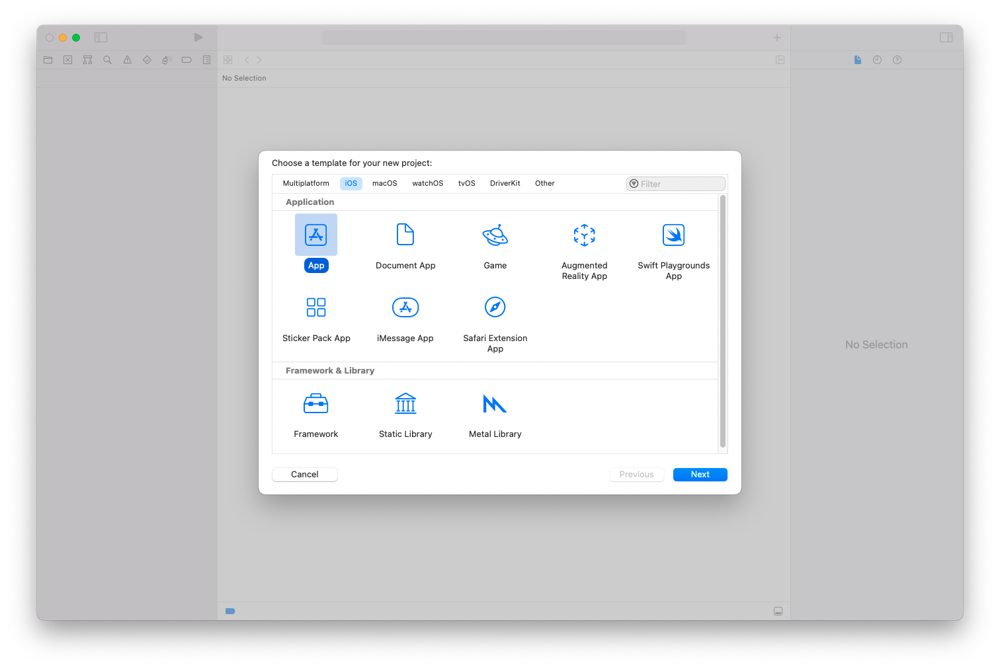 No Selection
Choose a template for your new project:
Multiplatform iOS macOS watchOS tvOS DriverKit Other Filter
Application
App Document App Game Augmented Reality App Swift Playgrounds App
Sticker Pack App iMessage App Safari Extension App
Framework & Library
Framework Static Library Metal Library
Cancel Previous Next
No Selection